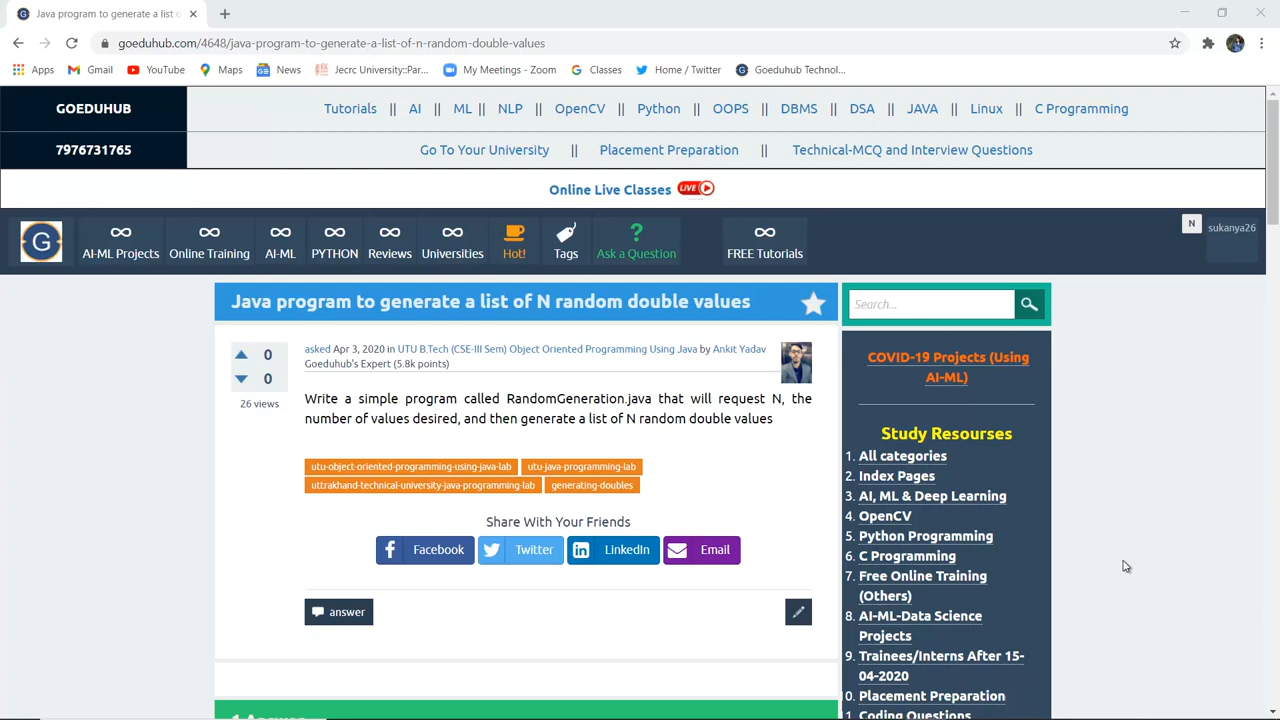 Java program to generate a list o
goeduhub.com/4648/java-program-to-generate-a-list-of-n-random-double-values
Apps Gmail YouTube Maps News Jecrc University::Par... My Meetings - Zoom Classes Home / Twitter Goeduhub Technol...
GOEDUHUB
Tutorials || AI || ML || NLP || OpenCV || Python || OOPS || DBMS || DSA || JAVA || Linux || C Programming
7976731765
Go To Your University || Placement Preparation || Technical-MCQ and Interview Questions
Online Live Classes LIVE
G
AI-ML Projects Online Training AI-ML PYTHON Reviews Universities Hot! Tags ? Ask a Question FREE Tutorials
N sukanya26
Java program to generate a list of N random double values
0
0
26 views
asked Apr 3, 2020 in UTU B.Tech (CSE-III Sem) Object Oriented Programming Using Java by Ankit Yadav
Goeduhub's Expert (5.8k points)
Write a simple program called RandomGeneration.java that will request N, the
number of values desired, and then generate a list of N random double values
utu-object-oriented-programming-using-java-lab utu-java-programming-lab
uttrakhand-technical-university-java-programming-lab generating-doubles
Share With Your Friends
Facebook Twitter LinkedIn Email
answer
1 Answer
Search...
COVID-19 Projects (Using
AI-ML)
Study Resourses
1. All categories
2. Index Pages
3. AI, ML & Deep Learning
4. OpenCV
5. Python Programming
6. C Programming
7. Free Online Training
(Others)
8. AI-ML-Data Science
Projects
9. Trainees/Interns After 15-
04-2020
10. Placement Preparation
11. Coding Questions